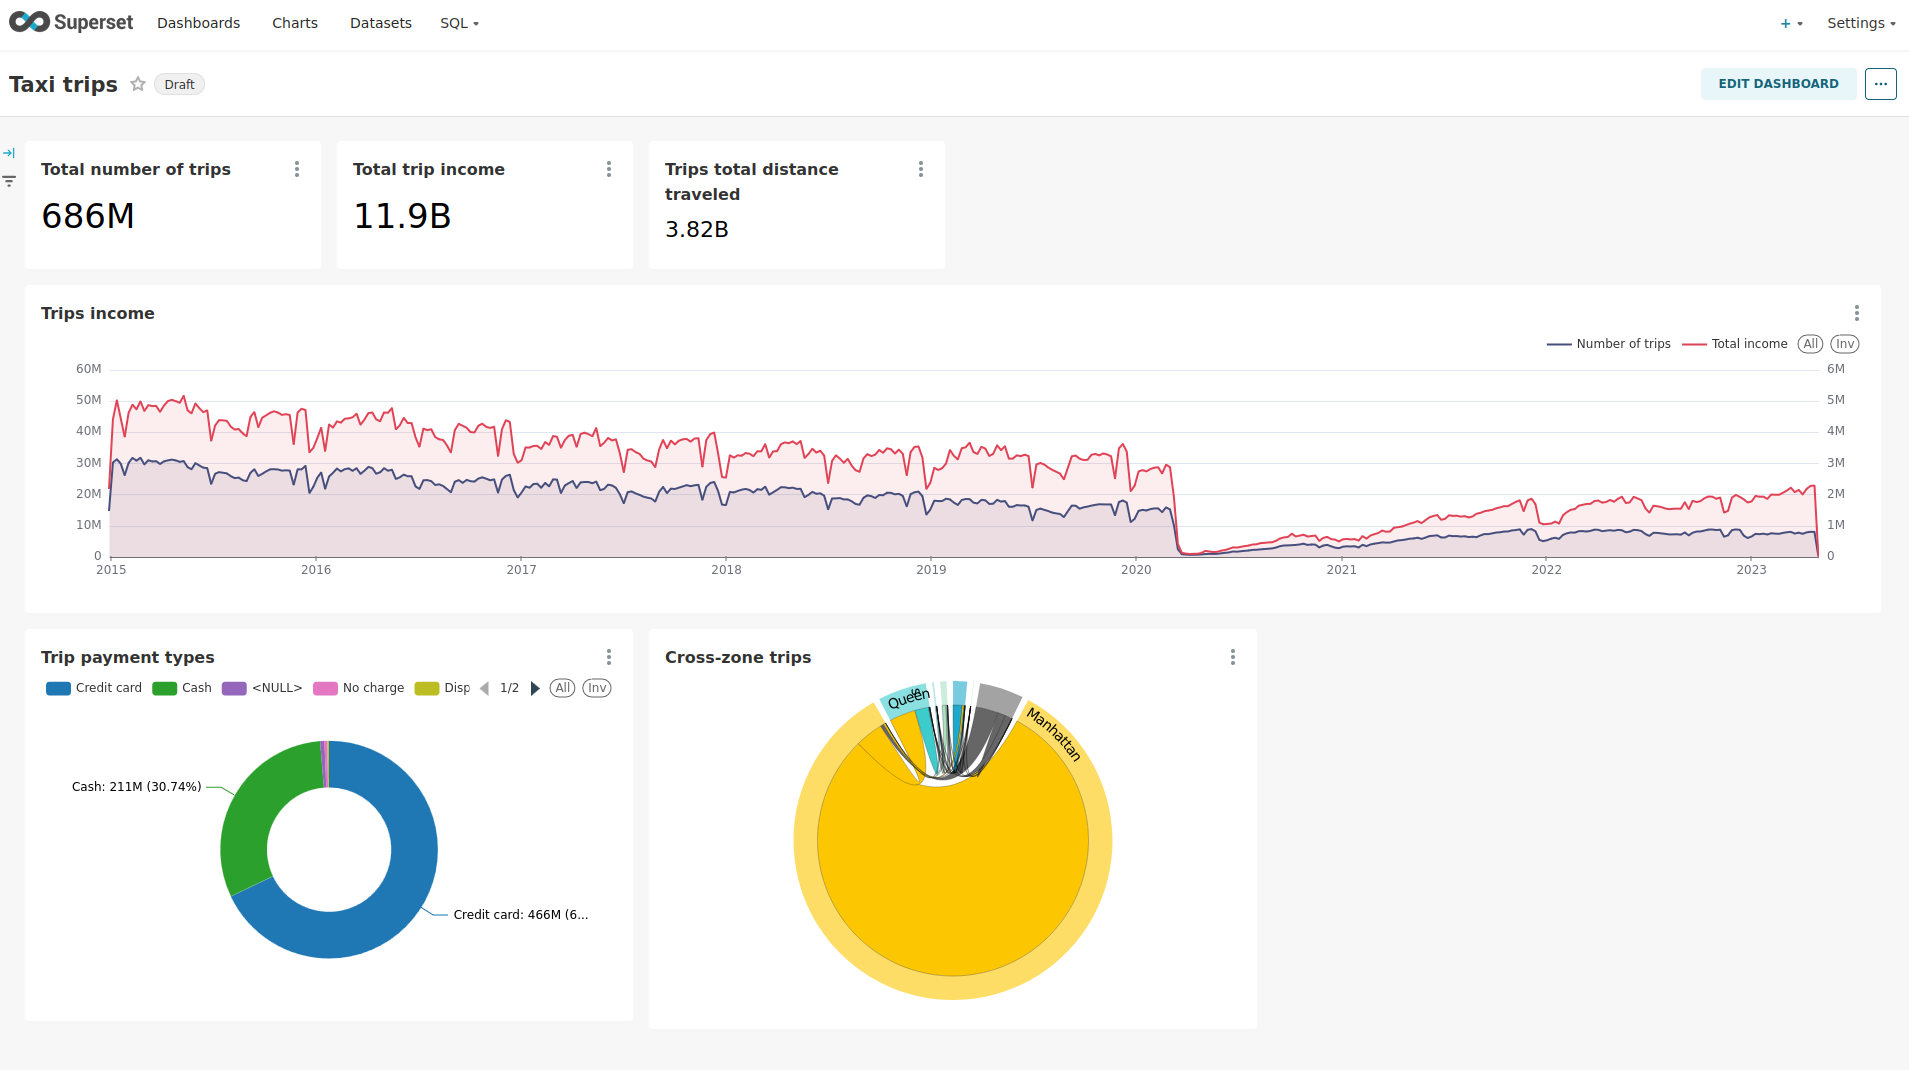 Superset Dashboards Charts Datasets SQL + Settings
Taxi trips Draft EDIT DASHBOARD ...
Total number of trips
686M
Total trip income
11.9B
Trips total distance
traveled
3.82B
Trips income
Number of trips Total income All Inv
60M 6M
50M 5M
40M 4M
30M 3M
20M 2M
10M 1M
0 0
2015 2016 2017 2018 2019 2020 2021 2022 2023
Trip payment types
Credit card Cash <NULL> No charge Disp 1/2 All Inv
Cash: 211M (30.74%)
Credit card: 466M (6...
Cross-zone trips
Queen
Manhattan